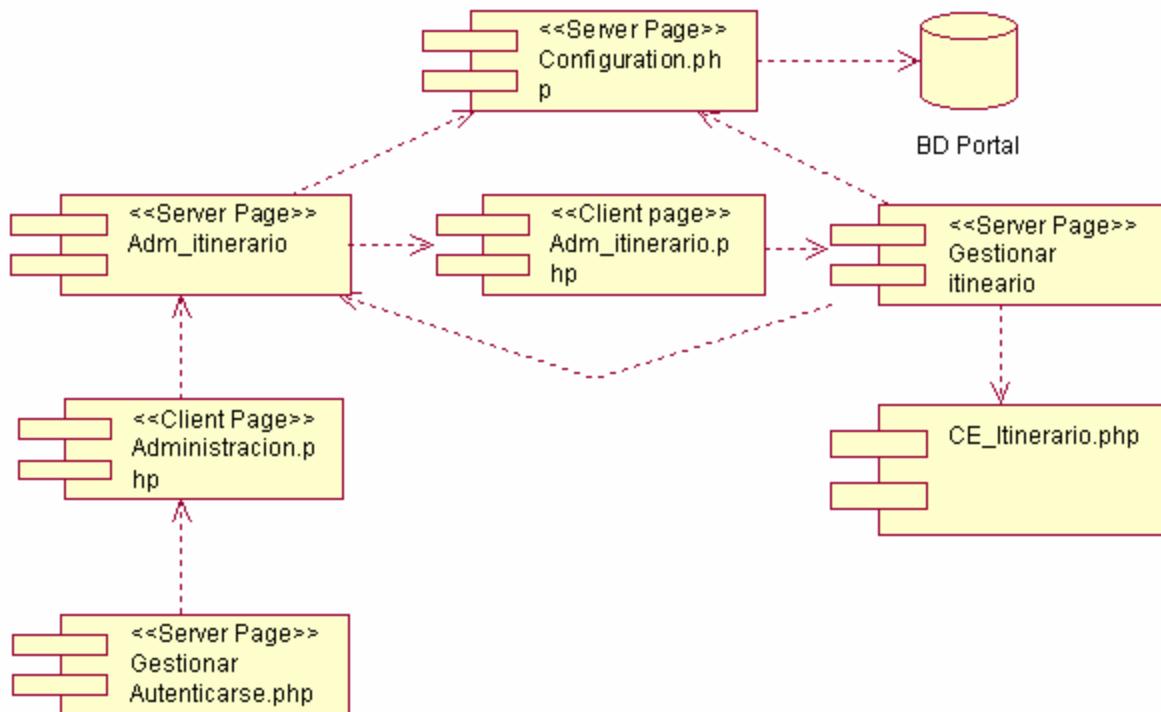 <<Server Page>>
Configuration.ph
p
BD Portal
<<Server Page>>
Adm_itinerario
<<Client page>>
Adm_itinerario.p
hp
<<Server Page>>
Gestionar
itineario
<<Client Page>>
Administracion.p
hp
CE_Itinerario.php
<<Server Page>>
Gestionar
Autenticarse.php